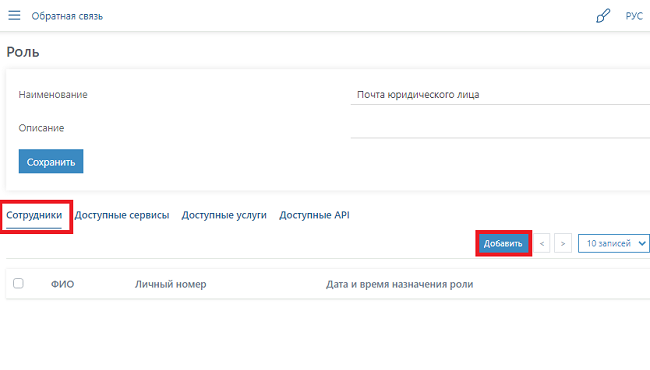 Обратная связь РУС
Роль
Наименование Почта юридического лица
Описание
Сохранить
Сотрудники Доступные сервисы Доступные услуги Доступные API
Добавить < > 10 записей
ФИО Личный номер Дата и время назначения роли